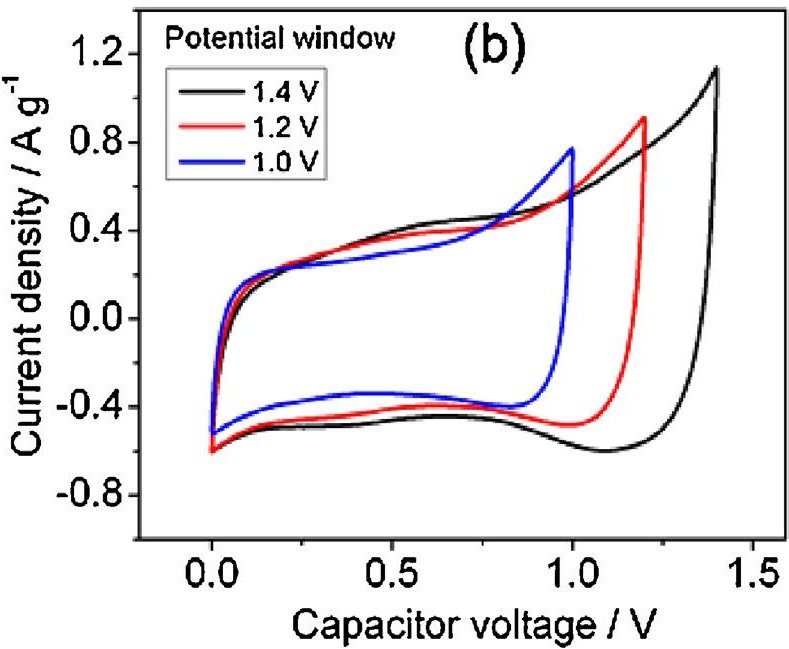 Potential window
(b)
1.4 V
1.2 V
1.0 V
1.2
0.8
0.4
0.0
-0.4
-0.8
Current density / A g⁻¹
0.0 0.5 1.0 1.5
Capacitor voltage / V